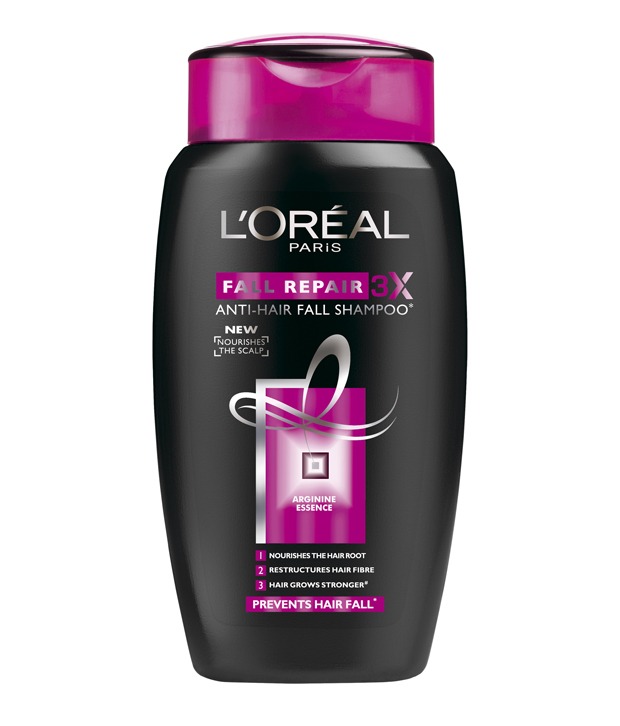 L'ORÉAL
PARiS
FALL REPAIR 3X
ANTI-HAIR FALL SHAMPOO*
NEW
NOURISHES
THE SCALP
ARGININE
ESSENCE
1 NOURISHES THE HAIR ROOT
2 RESTRUCTURES HAIR FIBRE
3 HAIR GROWS STRONGER#
PREVENTS HAIR FALL*